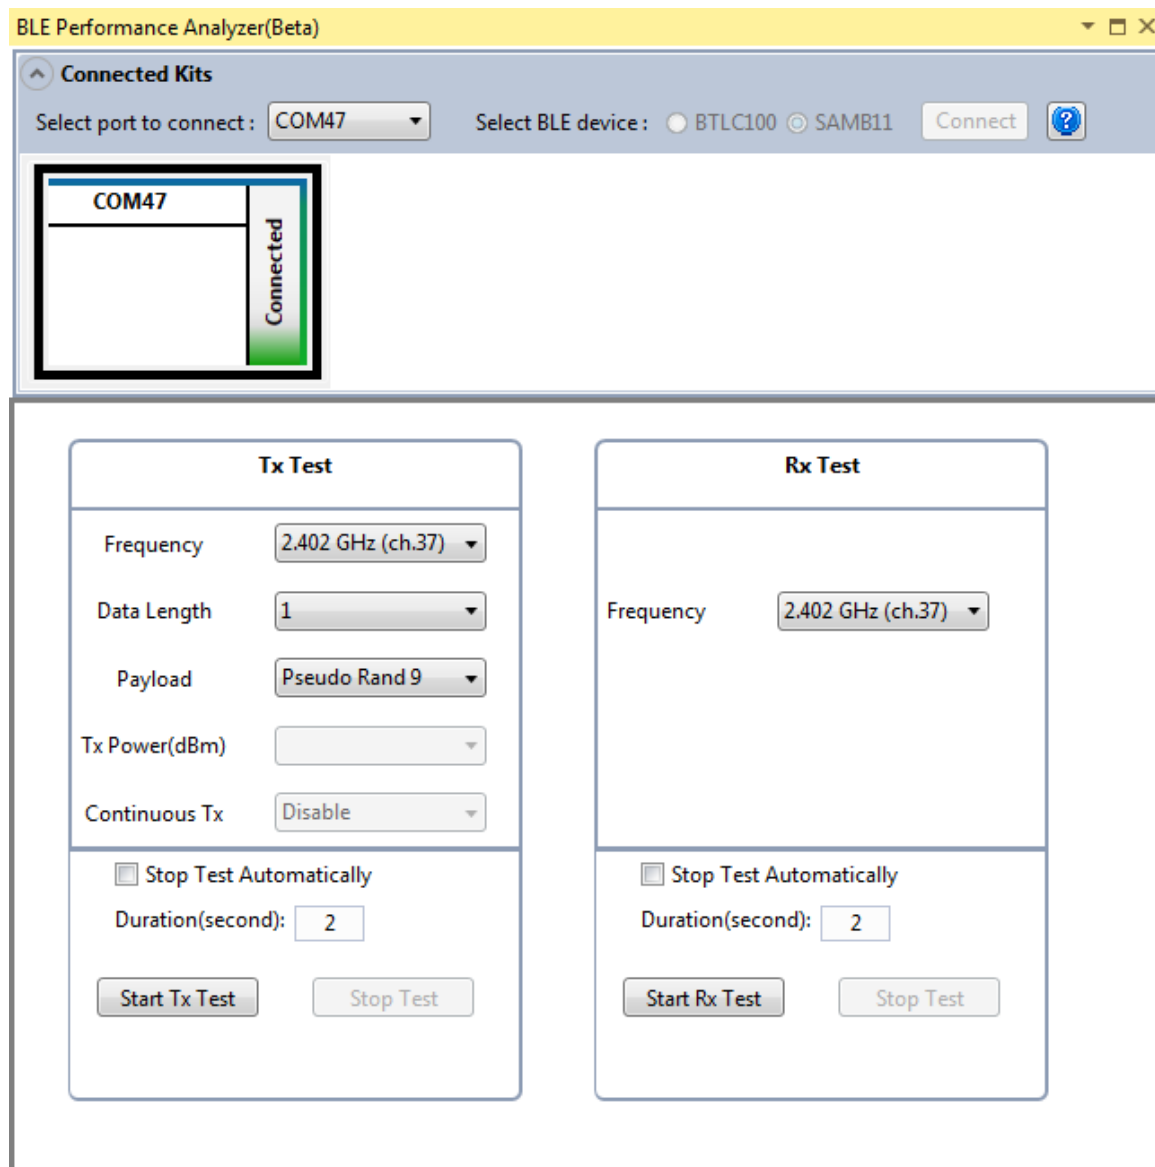 BLE Performance Analyzer(Beta)
Connected Kits
Select port to connect : COM47 Select BLE device : BTLC100 SAMB11 Connect
COM47
Connected
Tx Test
Frequency 2.402 GHz (ch.37)
Data Length 1
Payload Pseudo Rand 9
Tx Power(dBm)
Continuous Tx Disable
Stop Test Automatically
Duration(second): 2
Start Tx Test Stop Test
Rx Test
Frequency 2.402 GHz (ch.37)
Stop Test Automatically
Duration(second): 2
Start Rx Test Stop Test